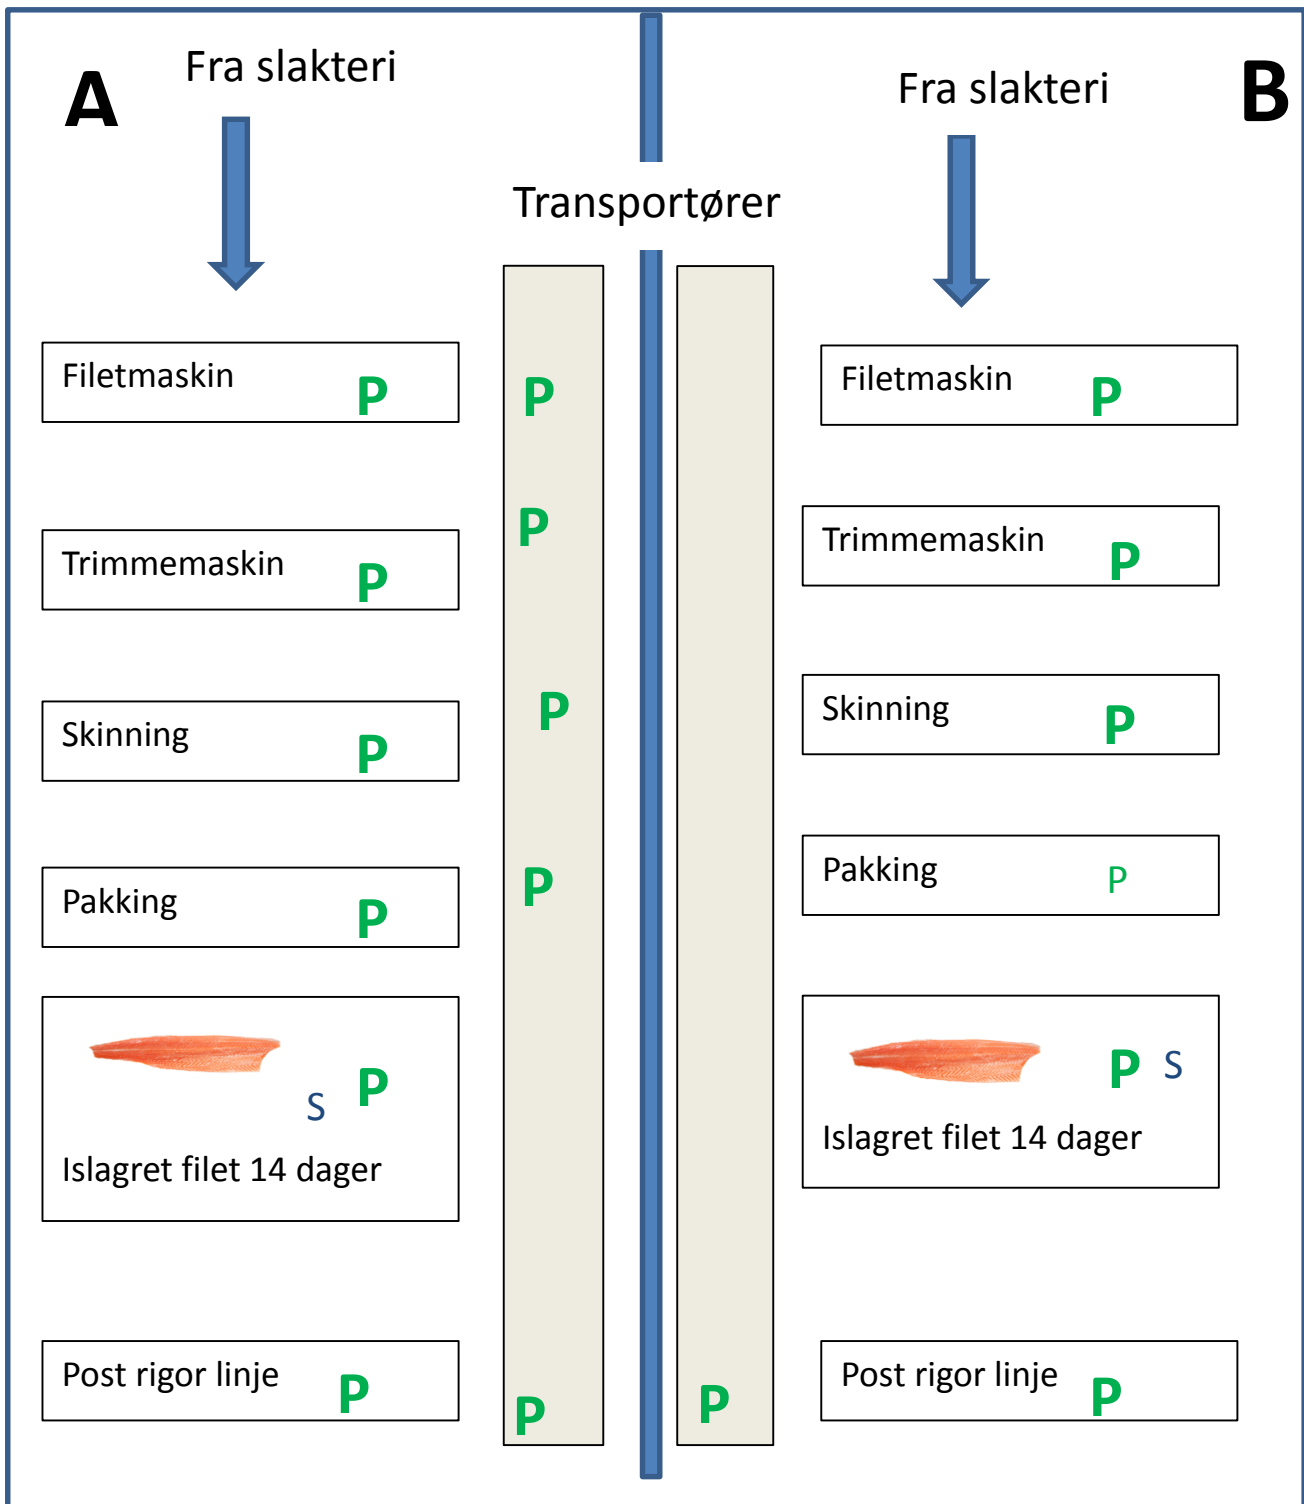 A
Fra slakteri
Fra slakteri
B
Transportører
Filetmaskin P
P
Filetmaskin P
P
Trimmemaskin P
Trimmemaskin P
Skinning P
P
Skinning P
Pakking P
P
Pakking P
S P
Islagret filet 14 dager
P S
Islagret filet 14 dager
Post rigor linje P
P
P
Post rigor linje P